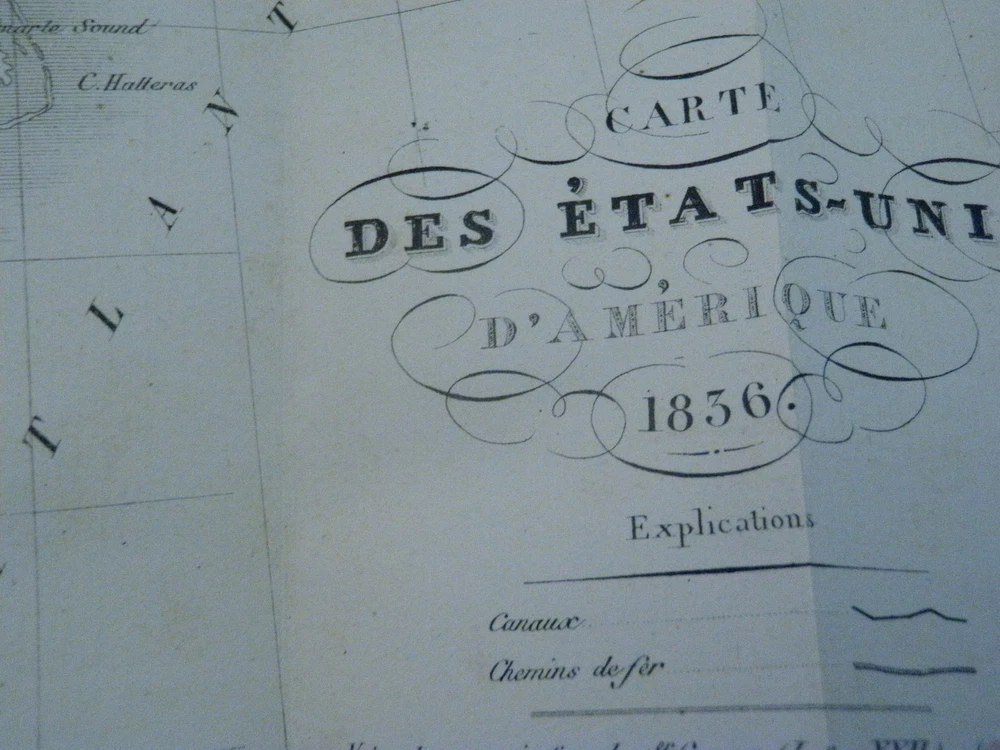 Sound
C. Hatteras
T
N
A
L
T
CARTE
DES ÉTATS-UNI
D'AMÉRIQUE
1836.
Explications
Canaux
Chemins de fer